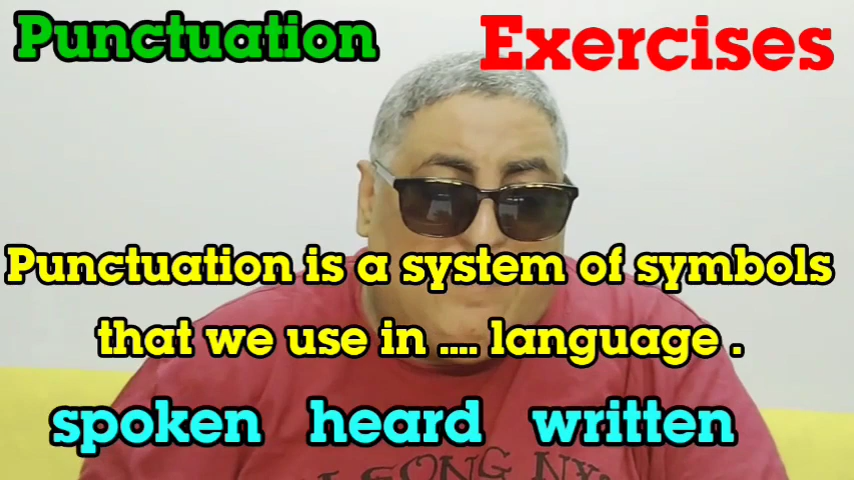 Punctuation Exercises
Punctuation is a system of symbols
that we use in .... language .
spoken heard written